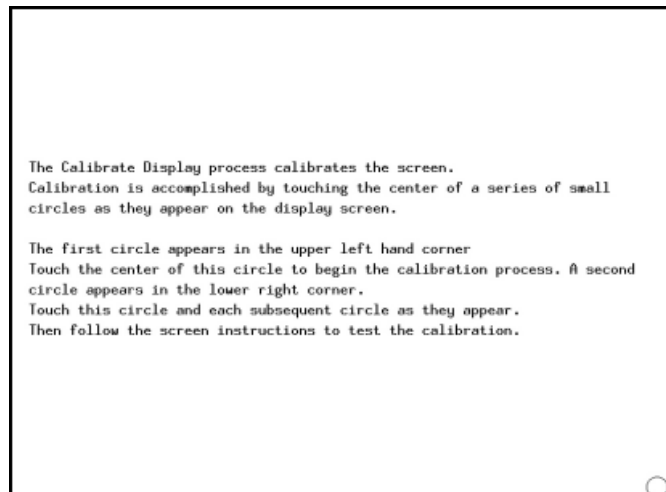 The Calibrate Display process calibrates the screen.
Calibration is accomplished by touching the center of a series of small
circles as they appear on the display screen.
The first circle appears in the upper left hand corner
Touch the center of this circle to begin the calibration process. A second
circle appears in the lower right corner.
Touch this circle and each subsequent circle as they appear.
Then follow the screen instructions to test the calibration.